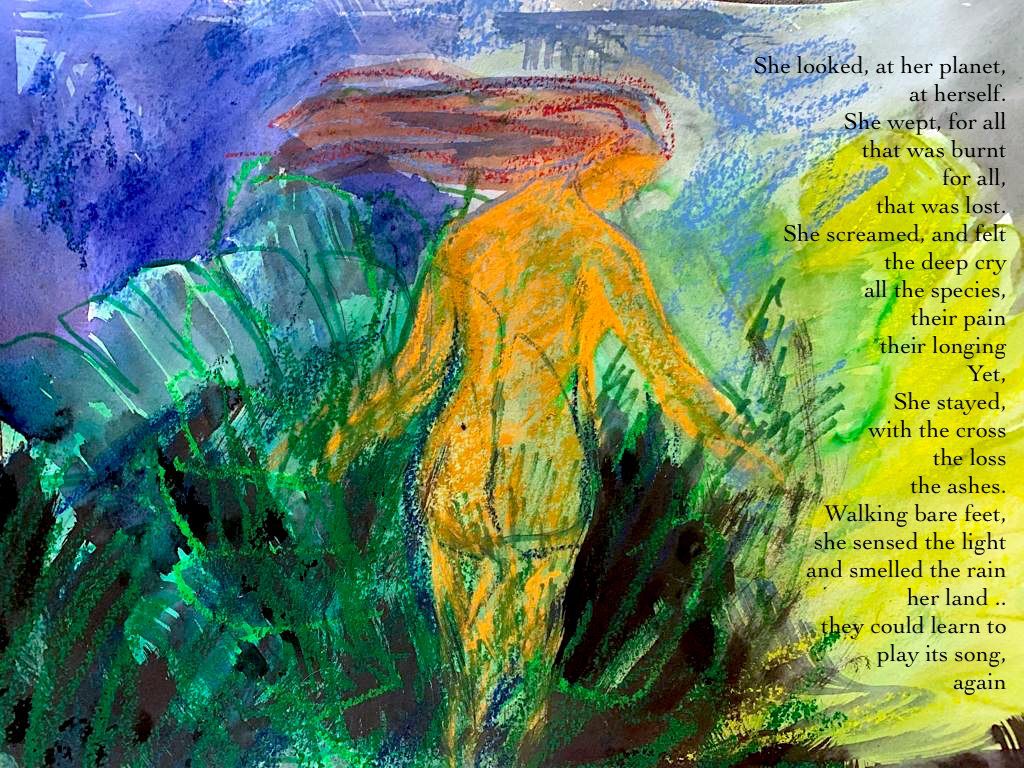 She looked, at her planet,
at herself.
She wept, for all
that was burnt
for all,
that was lost.
She screamed, and felt
the deep cry
all the species,
their pain
their longing
Yet,
She stayed,
with the cross
the loss
the ashes.
Walking bare feet,
she sensed the light
and smelled the rain
her land ..
they could learn to
play its song,
again